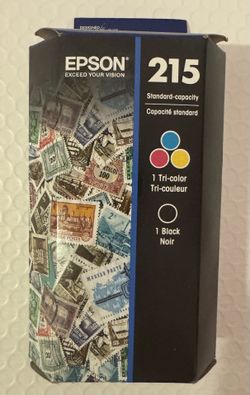 EPSON
EXCEED YOUR VISION
215
Standard-capacity
Capacité standard
1 Tri-color
Tri-couleur
1 Black
Noir